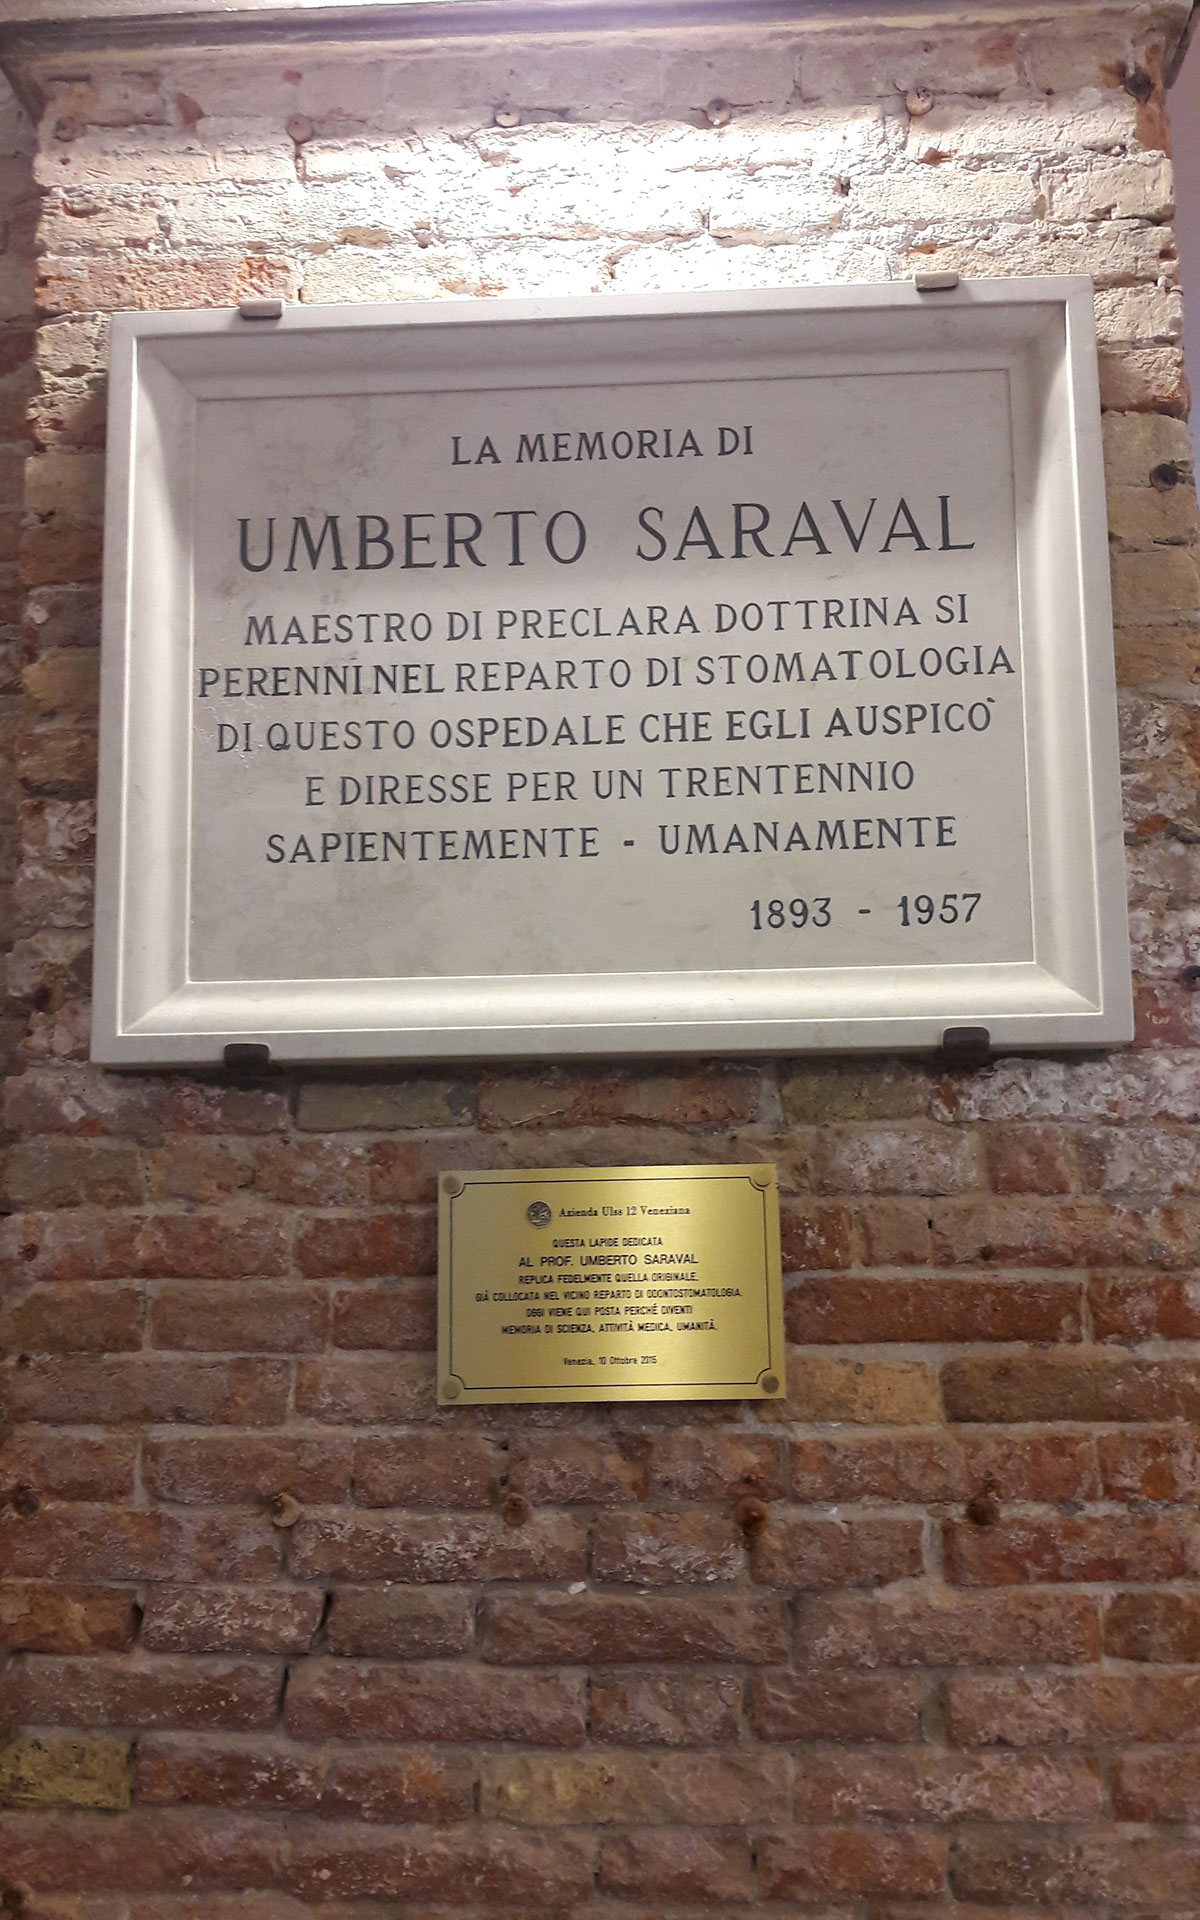 LA MEMORIA DI
UMBERTO SARAVAL
MAESTRO DI PRECLARA DOTTRINA SI
PERENNI NEL REPARTO DI STOMATOLOGIA
DI QUESTO OSPEDALE CHE EGLI AUSPICÒ
E DIRESSE PER UN TRENTENNIO
SAPIENTEMENTE - UMANAMENTE
1893 - 1957
Azienda Ulss 12 Veneziana
QUESTA LAPIDE DEDICATA
AL PROF. UMBERTO SARAVAL
REPLICA FEDELMENTE QUELLA ORIGINALE,
GIÀ COLLOCATA NEL VICINO REPARTO DI ODONTOSTOMATOLOGIA.
OGGI VIENE QUI POSTA PERCHÉ DIVENTI
MEMORIA DI SCIENZA, ATTIVITÀ MEDICA, UMANITÀ.
Venezia, 10 Ottobre 2015